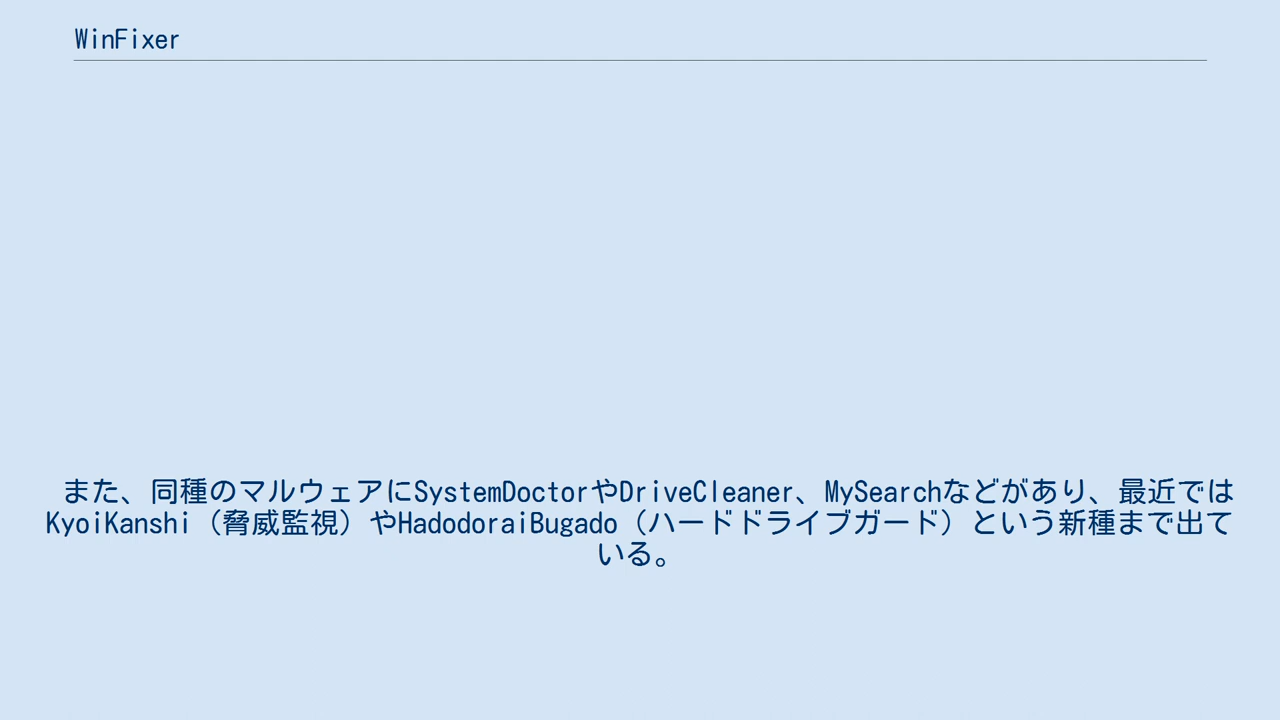 WinFixer
また、同種のマルウェアにSystemDoctorやDriveCleaner、MySearchなどがあり、最近では
KyoiKanshi（脅威監視）やHadodoraiBugado（ハードドライブガード）という新種まで出て
いる。